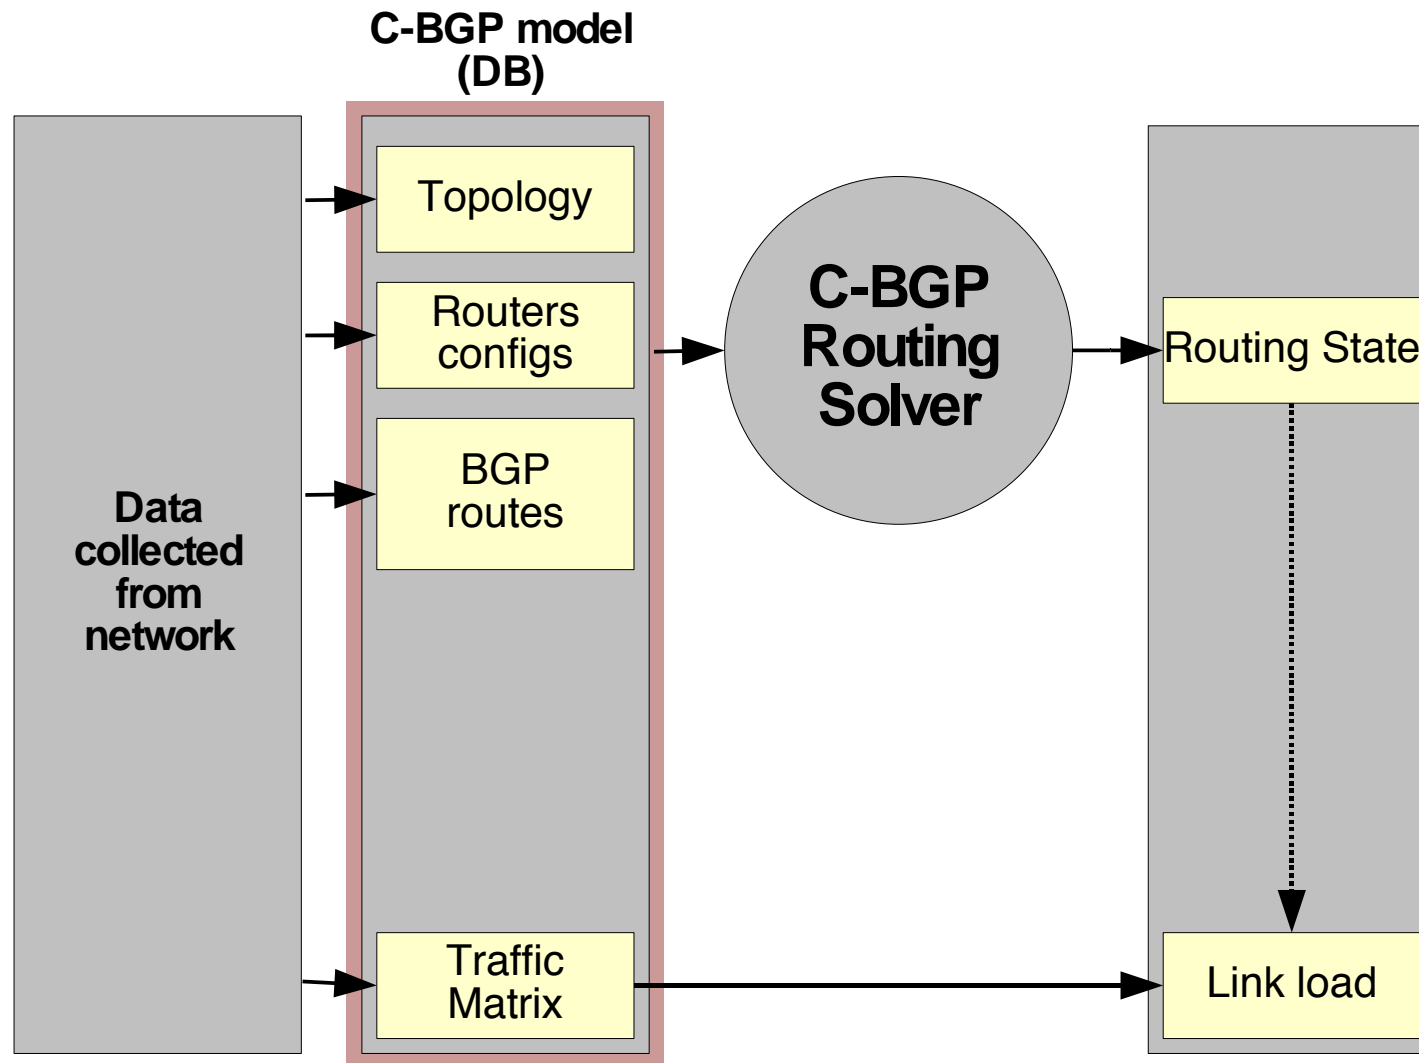 C-BGP model
(DB)
Data
collected
from
network
Topology
Routers
configs
BGP
routes
Traffic
Matrix
C-BGP
Routing
Solver
Routing State
Link load